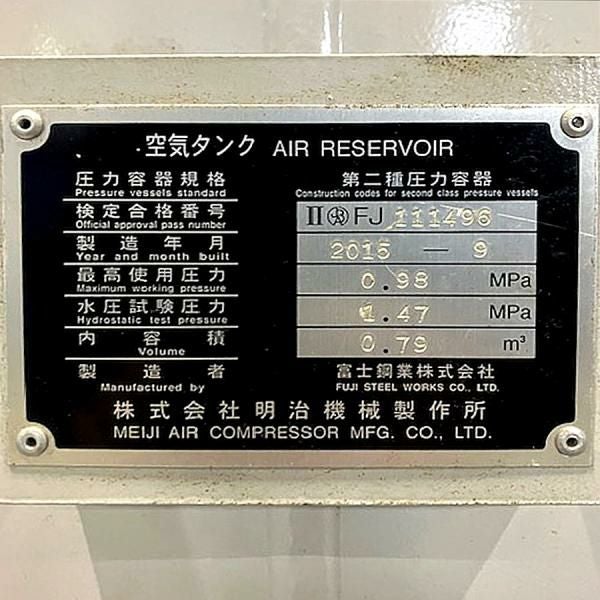 空気タンク AIR RESERVOIR
圧力容器規格 第二種圧力容器
Pressure vessels standard Construction codes for second class pressure vessels
検定合格番号 II FJ 111496
Official approval pass number
製造年月 2015 — 9
Year and month built
最高使用圧力 0.98 MPa
Maximum working pressure
水圧試験圧力 1.47 MPa
Hydrostatic test pressure
内容積 0.79 m³
Volume
製造者 富士鋼業株式会社
Manufactured by FUJI STEEL WORKS CO., LTD.
株式会社明治機械製作所
MEIJI AIR COMPRESSOR MFG. CO., LTD.